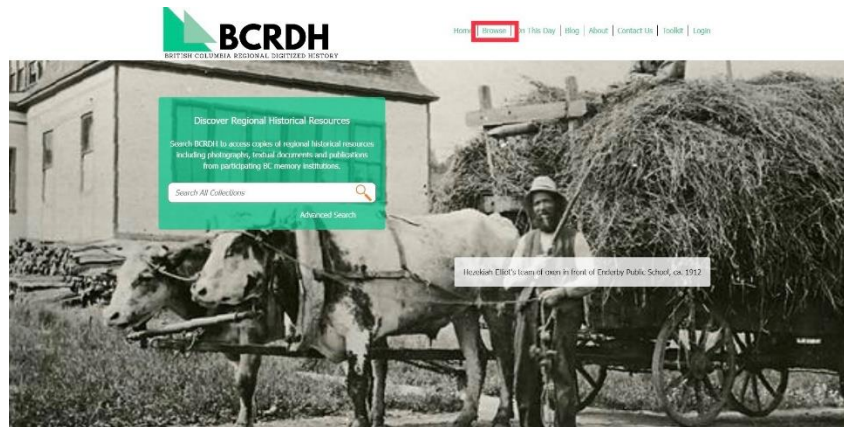 BCRDH
BRITISH COLUMBIA REGIONAL DIGITIZED HISTORY
Home | Browse | On This Day | Blog | About | Contact Us | Toolkit | Login
Discover Regional Historical Resources
Search BCRDH to access copies of regional historical resources
including photographs, textual documents and publications
from participating BC memory institutions.
Search All Collections
Advanced Search
Hezekiah Elliot's team of oxen in front of Enderby Public School, ca. 1912